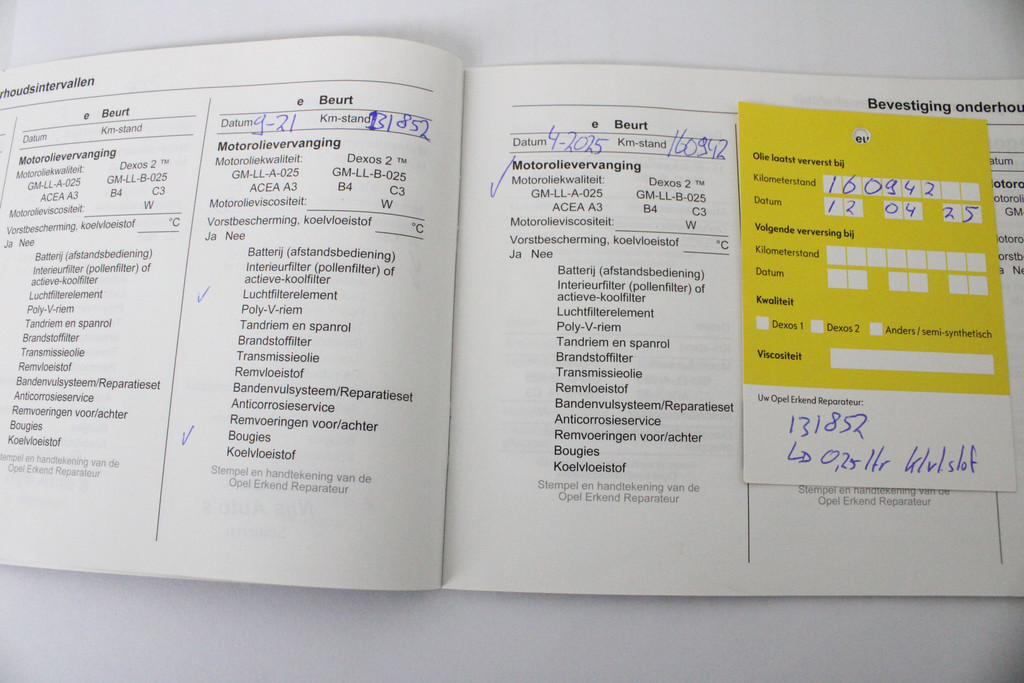 rhoudsintervallen
e Beurt
Datum Km-stand
Motorolievervanging
Motoroliekwaliteit: Dexos 2 ™
GM-LL-A-025 GM-LL-B-025
ACEA A3 B4 C3
Motorolieviscositeit: W
Vorstbescherming, koelvloeistof °C
Ja Nee
Batterij (afstandsbediening)
Interieurfilter (pollenfilter) of
actieve-koolfilter
Luchtfilterelement
Poly-V-riem
Tandriem en spanrol
Brandstoffilter
Transmissieolie
Remvloeistof
Bandenvulsysteem/Reparatieset
Anticorrosieservice
Remvoeringen voor/achter
Bougies
Koelvloeistof
tempel en handtekening van de
Opel Erkend Reparateur
e Beurt
Datum 9-21 Km-stand 131852
Motorolievervanging
Motoroliekwaliteit: Dexos 2 ™
GM-LL-A-025 GM-LL-B-025
ACEA A3 B4 C3
Motorolieviscositeit: W
Vorstbescherming, koelvloeistof °C
Ja Nee
Batterij (afstandsbediening)
Interieurfilter (pollenfilter) of
actieve-koolfilter
Luchtfilterelement
Poly-V-riem
Tandriem en spanrol
Brandstoffilter
Transmissieolie
Remvloeistof
Bandenvulsysteem/Reparatieset
Anticorrosieservice
Remvoeringen voor/achter
Bougies
Koelvloeistof
Stempel en handtekening van de
Opel Erkend Reparateur
Bevestiging onderhou
e Beurt
Datum 4-2025 Km-stand 160942
Motorolievervanging
Motoroliekwaliteit: Dexos 2 ™
GM-LL-A-025 GM-LL-B-025
ACEA A3 B4 C3
Motorolieviscositeit: W
Vorstbescherming, koelvloeistof °C
Ja Nee
Batterij (afstandsbediening)
Interieurfilter (pollenfilter) of
actieve-koolfilter
Luchtfilterelement
Poly-V-riem
Tandriem en spanrol
Brandstoffilter
Transmissieolie
Remvloeistof
Bandenvulsysteem/Reparatieset
Anticorrosieservice
Remvoeringen voor/achter
Bougies
Koelvloeistof
Stempel en handtekening van de
Opel Erkend Reparateur
Olie laatst ververst bij
Kilometerstand 160942
Datum 12 04 25
Volgende verversing bij
Kilometerstand
Datum
Kwaliteit
Dexos 1 Dexos 2 Anders / semi-synthetisch
Viscositeit
Uw Opel Erkend Reparateur:
131852
0,25 ltr
Stempel en handtekening van de
Opel Erkend Reparateur
atum
otorol